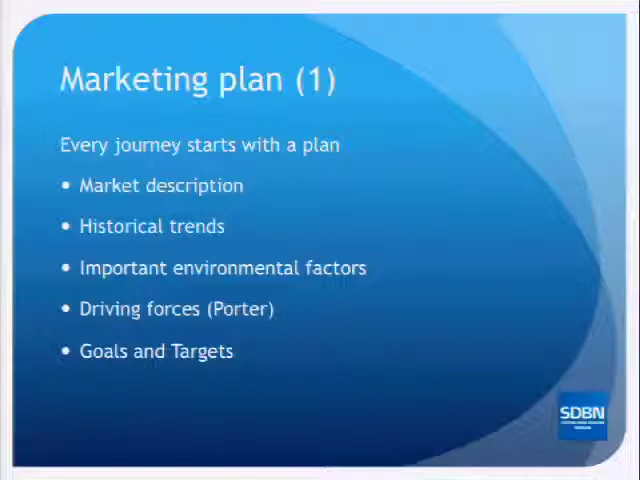 Marketing plan (1)
Every journey starts with a plan
• Market description
• Historical trends
• Important environmental factors
• Driving forces (Porter)
• Goals and Targets
SDBN